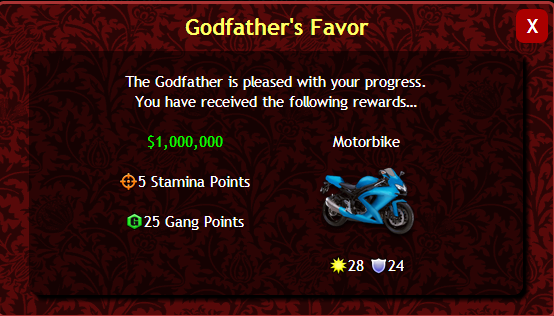 Godfather's Favor
X
The Godfather is pleased with your progress.
You have received the following rewards...
$1,000,000
Motorbike
5 Stamina Points
G 25 Gang Points
28 24